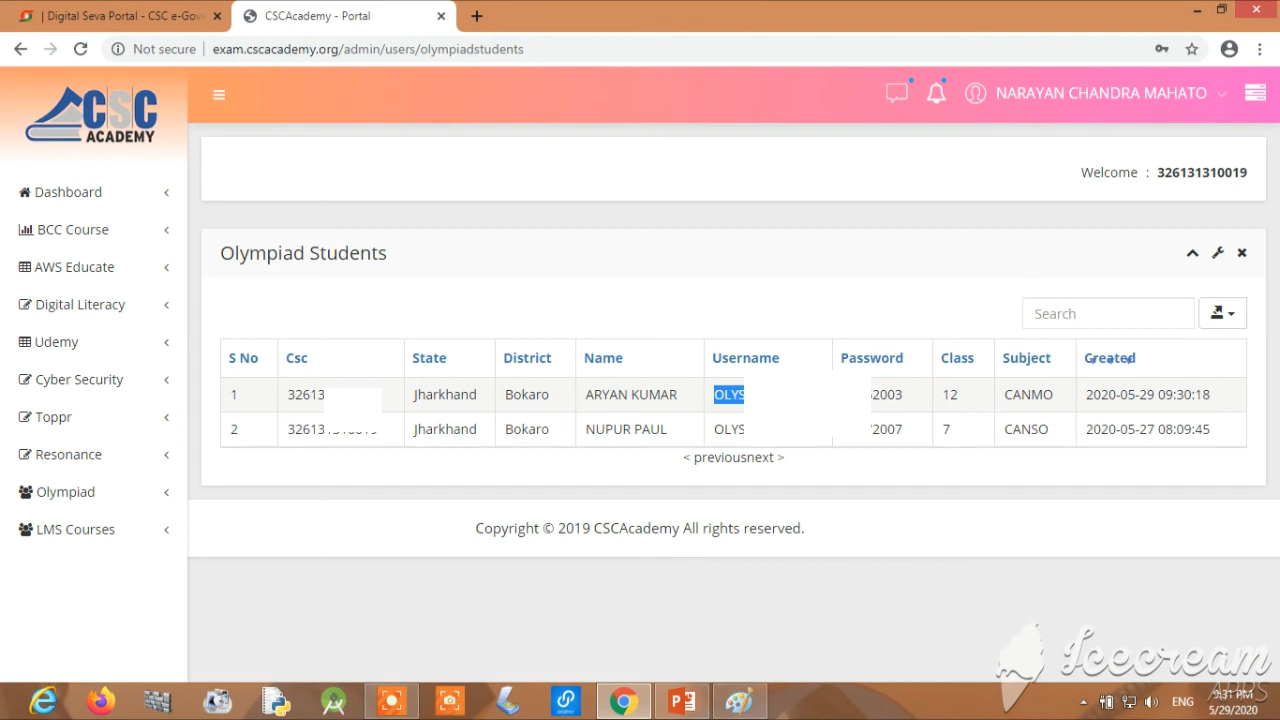 | Digital Seva Portal - CSC e-Gov
CSCAcademy - Portal
Not secure | exam.cscacademy.org/admin/users/olympiadstudents
CSC
ACADEMY
NARAYAN CHANDRA MAHATO
Welcome : 326131310019
Dashboard
BCC Course
AWS Educate
Digital Literacy
Udemy
Cyber Security
Toppr
Resonance
Olympiad
LMS Courses
Olympiad Students
Search
S No Csc State District Name Username Password Class Subject Created
1 32613 Jharkhand Bokaro ARYAN KUMAR OLYS 2003 12 CANMO 2020-05-29 09:30:18
2 Jharkhand Bokaro NUPUR PAUL OLYS /2007 7 CANSO 2020-05-27 08:09:45
< previousnext >
Copyright © 2019 CSCAcademy All rights reserved.
Icecream
APPS
ENG
9:31 PM
5/29/2020